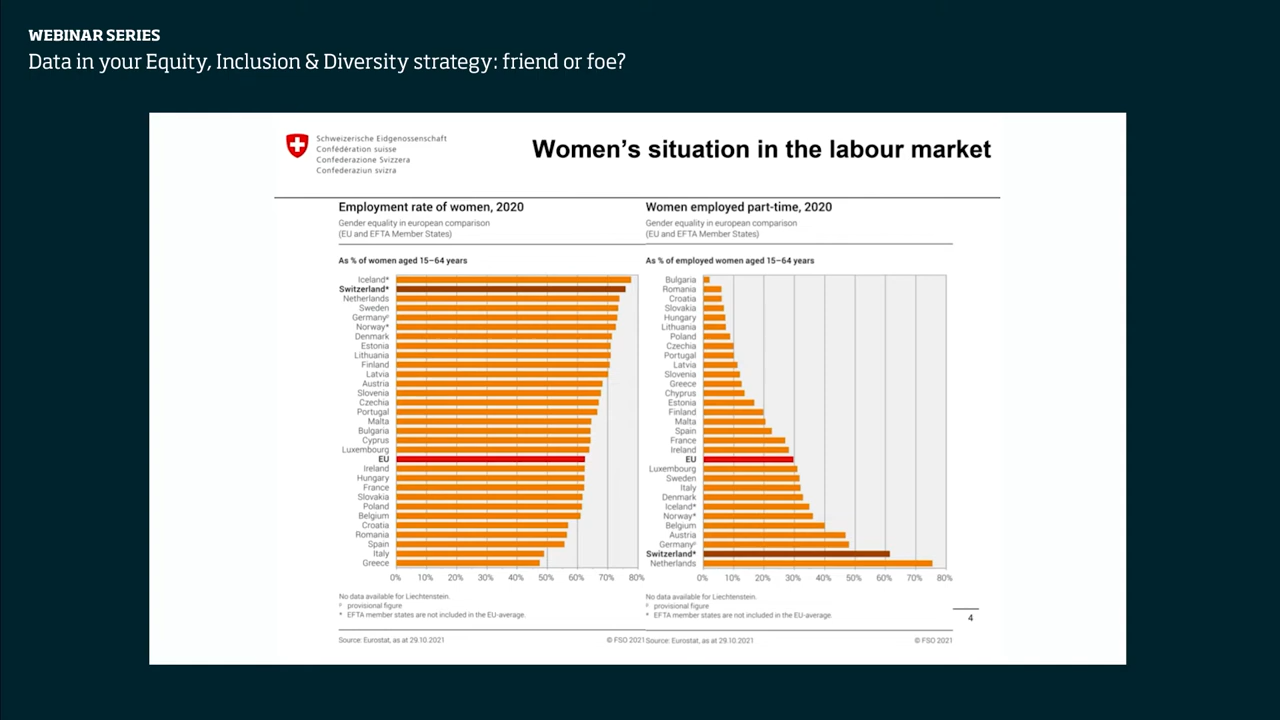 WEBINAR SERIES
Data in your Equity, Inclusion & Diversity strategy: friend or foe?
Schweizerische Eidgenossenschaft
Confédération suisse
Confederazione Svizzera
Confederaziun svizra
Women's situation in the labour market
Employment rate of women, 2020
Gender equality in european comparison
(EU and EFTA Member States)
As % of women aged 15–64 years
Iceland*
Switzerland*
Netherlands
Sweden
Germanyᵖ
Norway*
Denmark
Estonia
Lithuania
Finland
Latvia
Austria
Slovenia
Czechia
Portugal
Malta
Bulgaria
Cyprus
Luxembourg
EU
Ireland
Hungary
France
Slovakia
Poland
Belgium
Croatia
Romania
Spain
Italy
Greece
0% 10% 20% 30% 40% 50% 60% 70% 80%
No data available for Liechtenstein.
ᵖ provisional figure
* EFTA member states are not included in the EU-average.
Source: Eurostat, as at 29.10.2021
© FSO 2021
Women employed part-time, 2020
Gender equality in european comparison
(EU and EFTA Member States)
As % of employed women aged 15–64 years
Bulgaria
Romania
Croatia
Slovakia
Hungary
Lithuania
Poland
Czechia
Portugal
Latvia
Slovenia
Greece
Chyprus
Estonia
Finland
Malta
Spain
France
Ireland
EU
Luxembourg
Sweden
Italy
Denmark
Iceland*
Norway*
Belgium
Austria
Germanyᵖ
Switzerland*
Netherlands
0% 10% 20% 30% 40% 50% 60% 70% 80%
No data available for Liechtenstein.
ᵖ provisional figure
* EFTA member states are not included in the EU-average.
Source: Eurostat, as at 29.10.2021
© FSO 2021
4